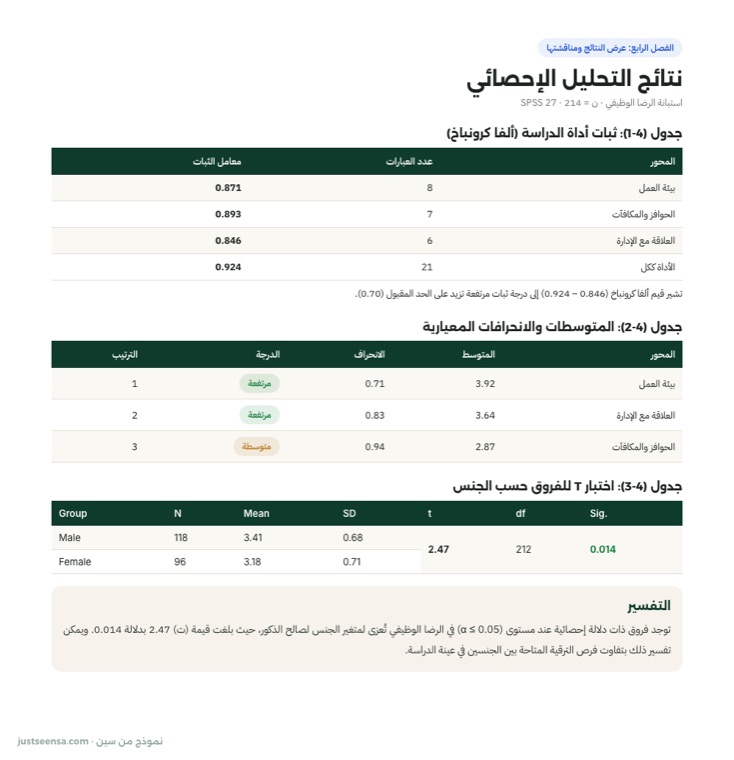 الفصل الرابع: عرض النتائج ومناقشتها
نتائج التحليل الإحصائي
استبانة الرضا الوظيفي · ن = 214 · SPSS 27
جدول (4-1): ثبات أداة الدراسة (ألفا كرونباخ)
المحور عدد العبارات معامل الثبات
بيئة العمل 8 0.871
الحوافز والمكافآت 7 0.893
العلاقة مع الإدارة 6 0.846
الأداة ككل 21 0.924
تشير قيم ألفا كرونباخ (0.846 – 0.924) إلى درجة ثبات مرتفعة تزيد على الحد المقبول (0.70).
جدول (4-2): المتوسطات والانحرافات المعيارية
المحور المتوسط الانحراف الدرجة الترتيب
بيئة العمل 3.92 0.71 مرتفعة 1
العلاقة مع الإدارة 3.64 0.83 مرتفعة 2
الحوافز والمكافآت 2.87 0.94 متوسطة 3
جدول (4-3): اختبار T للفروق حسب الجنس
Group N Mean SD t df Sig.
Male 118 3.41 0.68 2.47 212 0.014
Female 96 3.18 0.71
التفسير
توجد فروق ذات دلالة إحصائية عند مستوى (α ≤ 0.05) في الرضا الوظيفي تُعزى لمتغير الجنس لصالح الذكور، حيث بلغت قيمة (ت) 2.47 بدلالة 0.014. ويمكن
تفسير ذلك بتفاوت فرص الترقية المتاحة بين الجنسين في عينة الدراسة.
نموذج من سين · justseensa.com